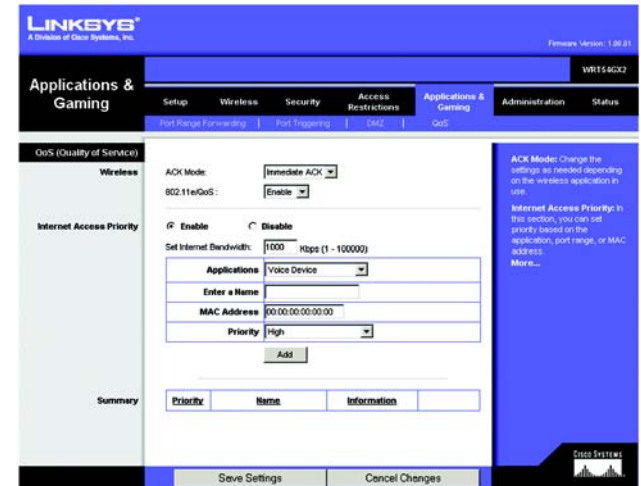 LINKSYS®
A Division of Cisco Systems, Inc.
Firmware Version: 1.00.01
WRT54GX2
Applications &
Gaming
Setup Wireless Security Access Restrictions Applications & Gaming Administration Status
Port Range Forwarding | Port Triggering | DMZ | QoS
QoS (Quality of Service)
Wireless
ACK Mode: Immediate ACK
802.11e/QoS : Enable
Internet Access Priority
Enable Disable
Set Internet Bandwidth: 1000 Kbps (1 - 100000)
Applications Voice Device
Enter a Name
MAC Address 00:00:00:00:00:00
Priority High
Add
Summary
Priority Name Information
ACK Mode: Change the
settings as needed depending
on the wireless application in
use.
Internet Access Priority: In
this section, you can set
priority based on the
application, port range, or MAC
address.
More...
CISCO SYSTEMS
Save Settings Cancel Changes